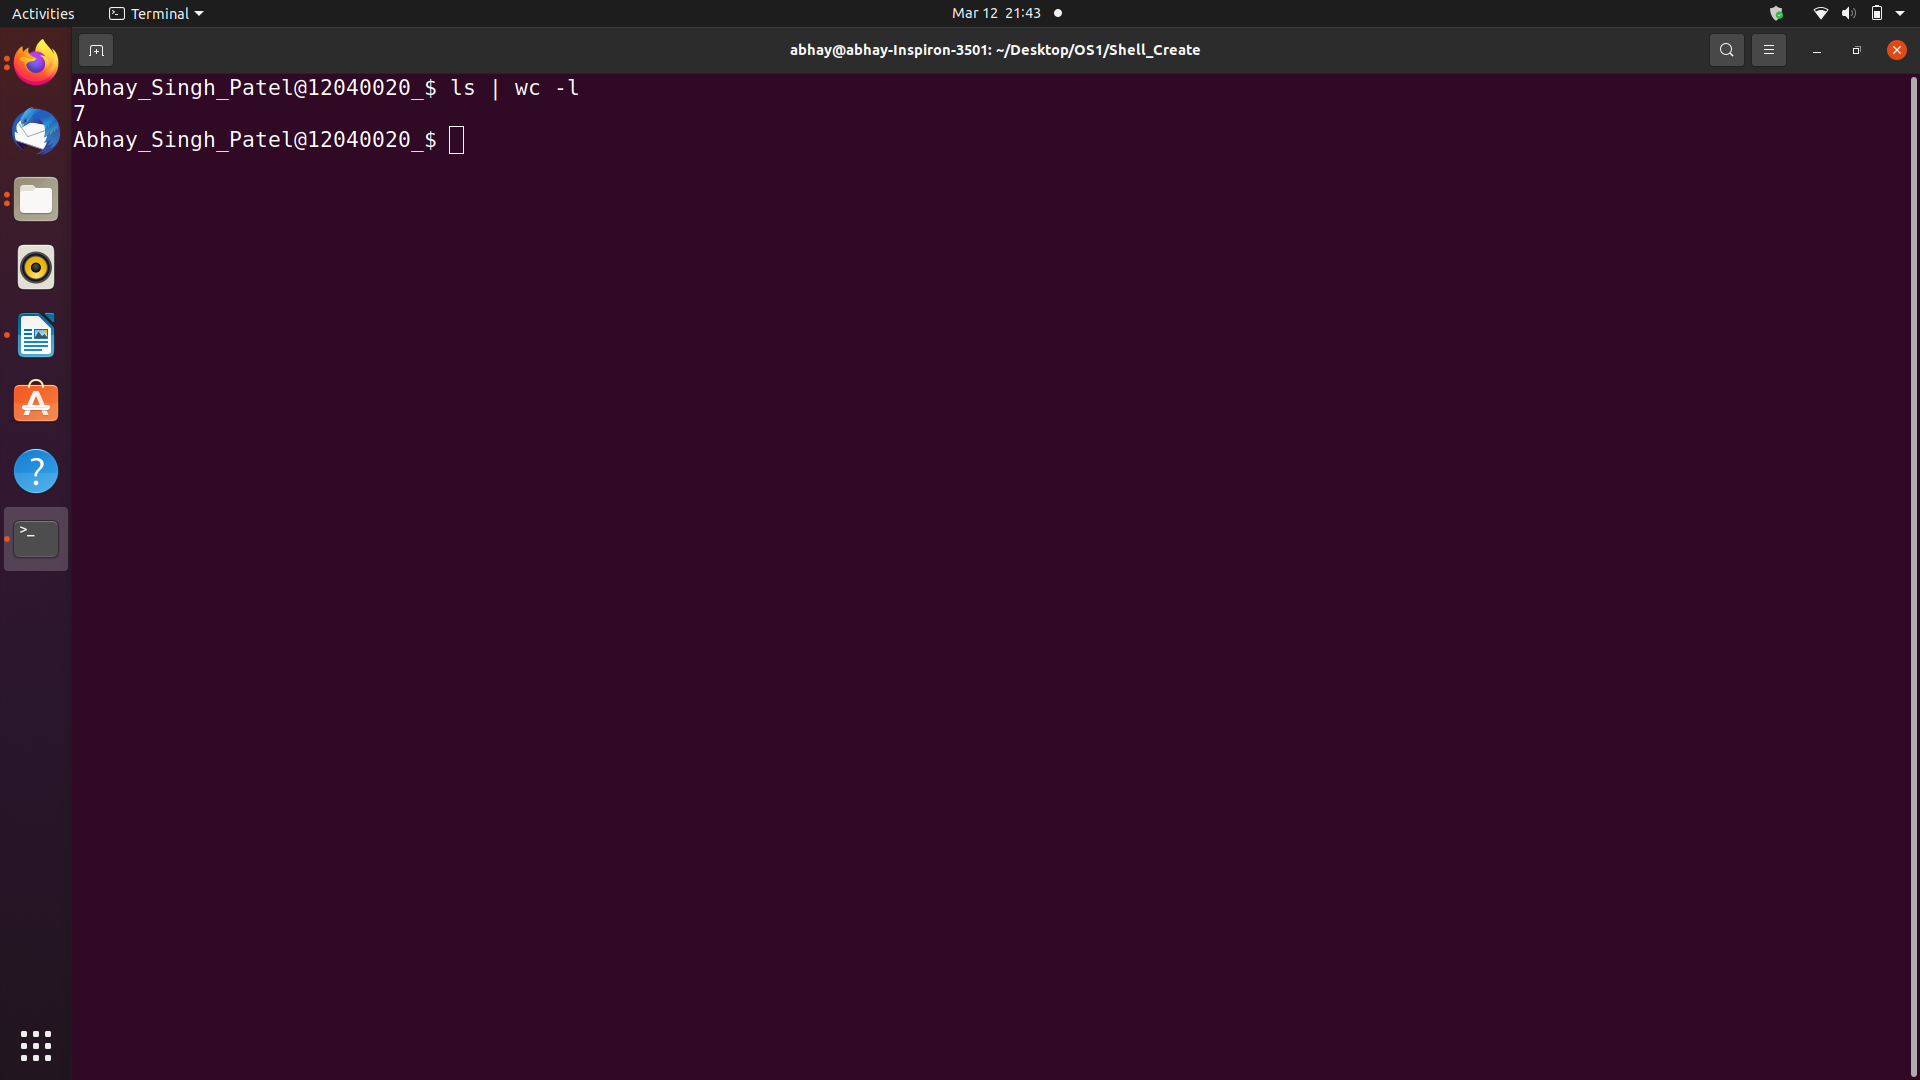 Activities
Terminal
Mar 12 21:43
abhay@abhay-Inspiron-3501: ~/Desktop/OS1/Shell_Create
Abhay_Singh_Patel@12040020_$ ls | wc -l
7
Abhay_Singh_Patel@12040020_$